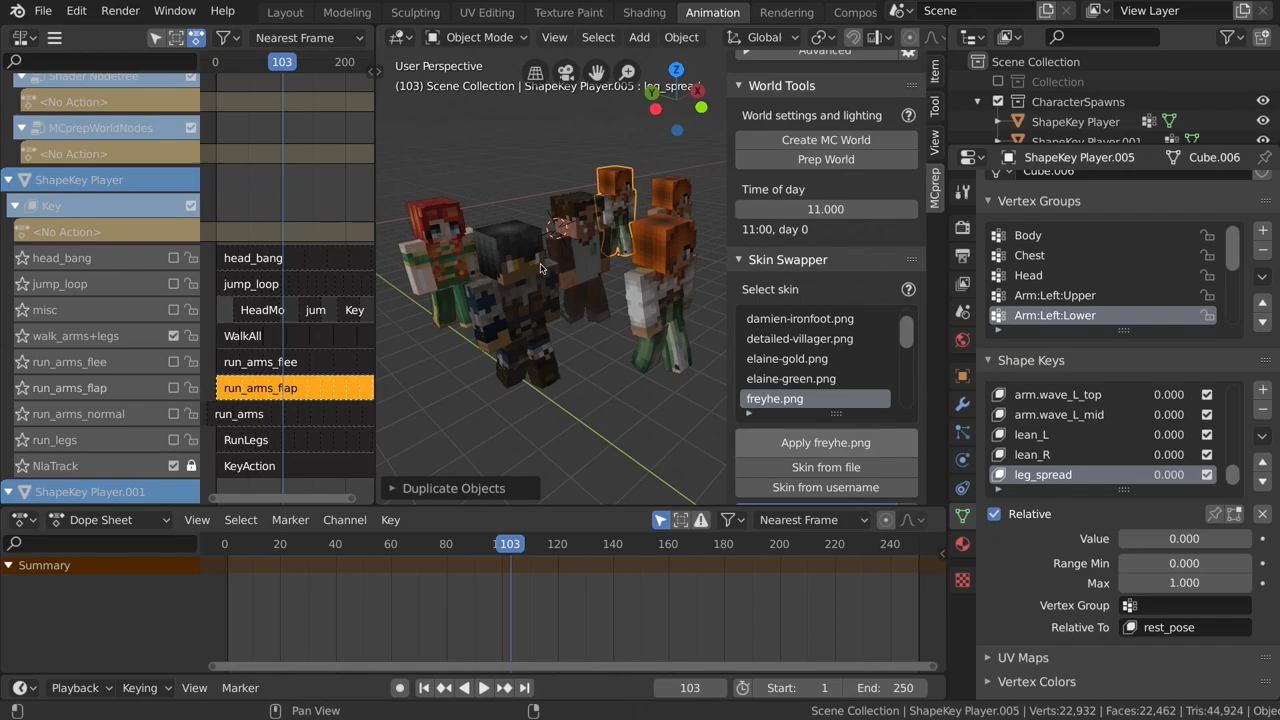 File Edit Render Window Help Layout Modeling Sculpting UV Editing Texture Paint Shading Animation Rendering Compos Scene View Layer
Nearest Frame 0 103 200
Object Mode View Select Add Object Global
User Perspective
(103) Scene Collection | ShapeKey Player.005 : leg_sprea
Z
Y
X
Shader Nodetree
<No Action>
MCprepWorldNodes
<No Action>
ShapeKey Player
Key
<No Action>
head_bang head_bang
jump_loop jump_loop
misc HeadMo jum Key
walk_arms+legs WalkAll
run_arms_flee run_arms_flee
run_arms_flap run_arms_flap
run_arms_normal run_arms
run_legs RunLegs
NlaTrack KeyAction
ShapeKey Player.001
Duplicate Objects
Advanced
World Tools
World settings and lighting
Create MC World
Prep World
Time of day
11.000
11:00, day 0
Skin Swapper
Select skin
damien-ironfoot.png
detailed-villager.png
elaine-gold.png
elaine-green.png
freyhe.png
Apply freyhe.png
Skin from file
Skin from username
Item
Tool
View
MCprep
Scene Collection
Collection
CharacterSpawns
ShapeKey Player
ShapeKey Player.001
ShapeKey Player.005 Cube.006
Cube.006
Vertex Groups
Body
Chest
Head
Arm:Left:Upper
Arm:Left:Lower
Shape Keys
arm.wave_L_top 0.000
arm.wave_L_mid 0.000
lean_L 0.000
lean_R 0.000
leg_spread 0.000
Relative
Value 0.000
Range Min 0.000
Max 1.000
Vertex Group
Relative To rest_pose
UV Maps
Vertex Colors
Dope Sheet View Select Marker Channel Key Nearest Frame
0 20 40 60 80 103 120 140 160 180 200 220 240
Summary
Playback Keying View Marker 103 Start: 1 End: 250
Pan View Scene Collection | ShapeKey Player.005 | Verts:22,932 | Faces:22,462 | Tris:44,924 | Obje